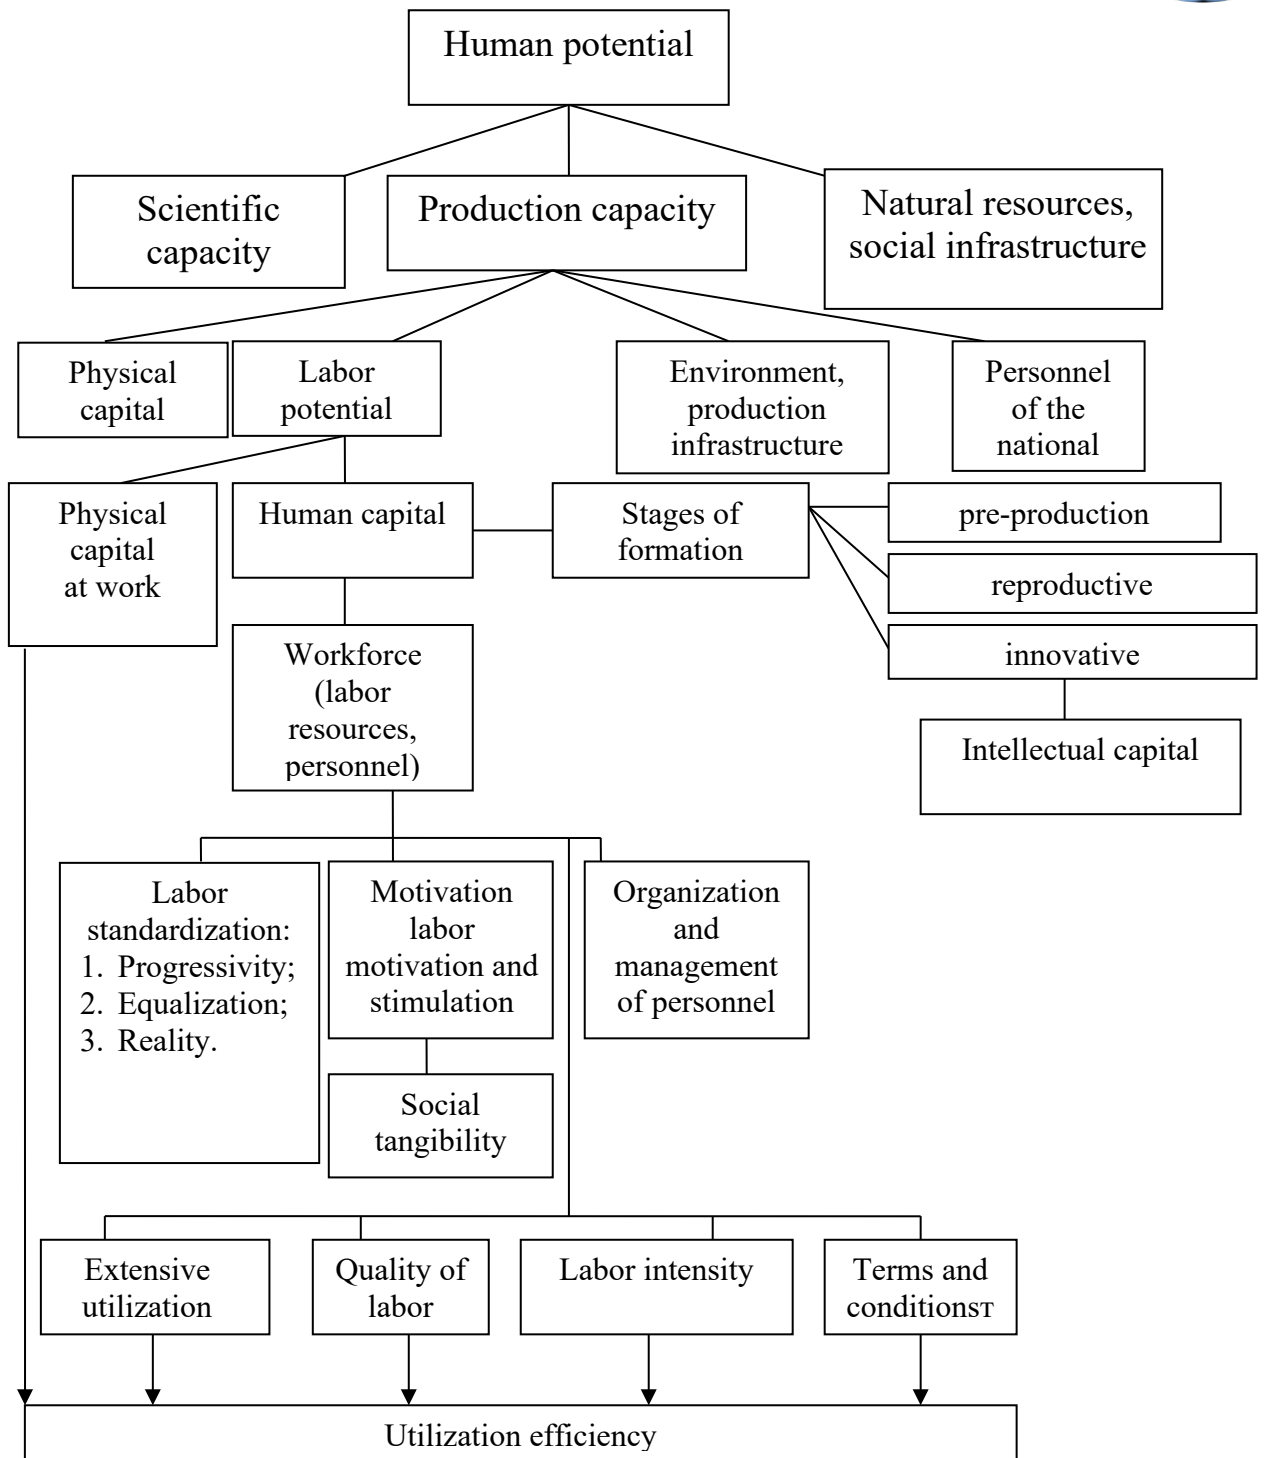 Human potential
Scientific
capacity
Production capacity
Natural resources,
social infrastructure
Physical
capital
Labor
potential
Environment,
production
infrastructure
Personnel
of the
national
Physical
capital
at work
Human capital
Stages of
formation
pre-production
reproductive
innovative
Intellectual capital
Workforce
(labor
resources,
personnel)
Labor
standardization:
1. Progressivity;
2. Equalization;
3. Reality.
Motivation
labor
motivation and
stimulation
Organization
and
management
of personnel
Social
tangibility
Extensive
utilization
Quality of
labor
Labor intensity
Terms and
conditionsт
Utilization efficiency